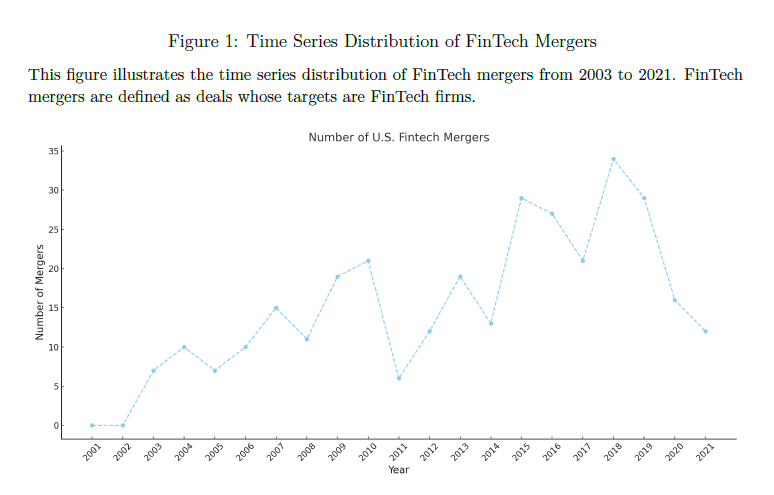 Figure 1: Time Series Distribution of FinTech Mergers
This figure illustrates the time series distribution of FinTech mergers from 2003 to 2021. FinTech
mergers are defined as deals whose targets are FinTech firms.
Number of U.S. Fintech Mergers
35
30
25
20
15
10
5
0
Number of Mergers
2001 2002 2003 2004 2005 2006 2007 2008 2009 2010 2011 2012 2013 2014 2015 2016 2017 2018 2019 2020 2021
Year